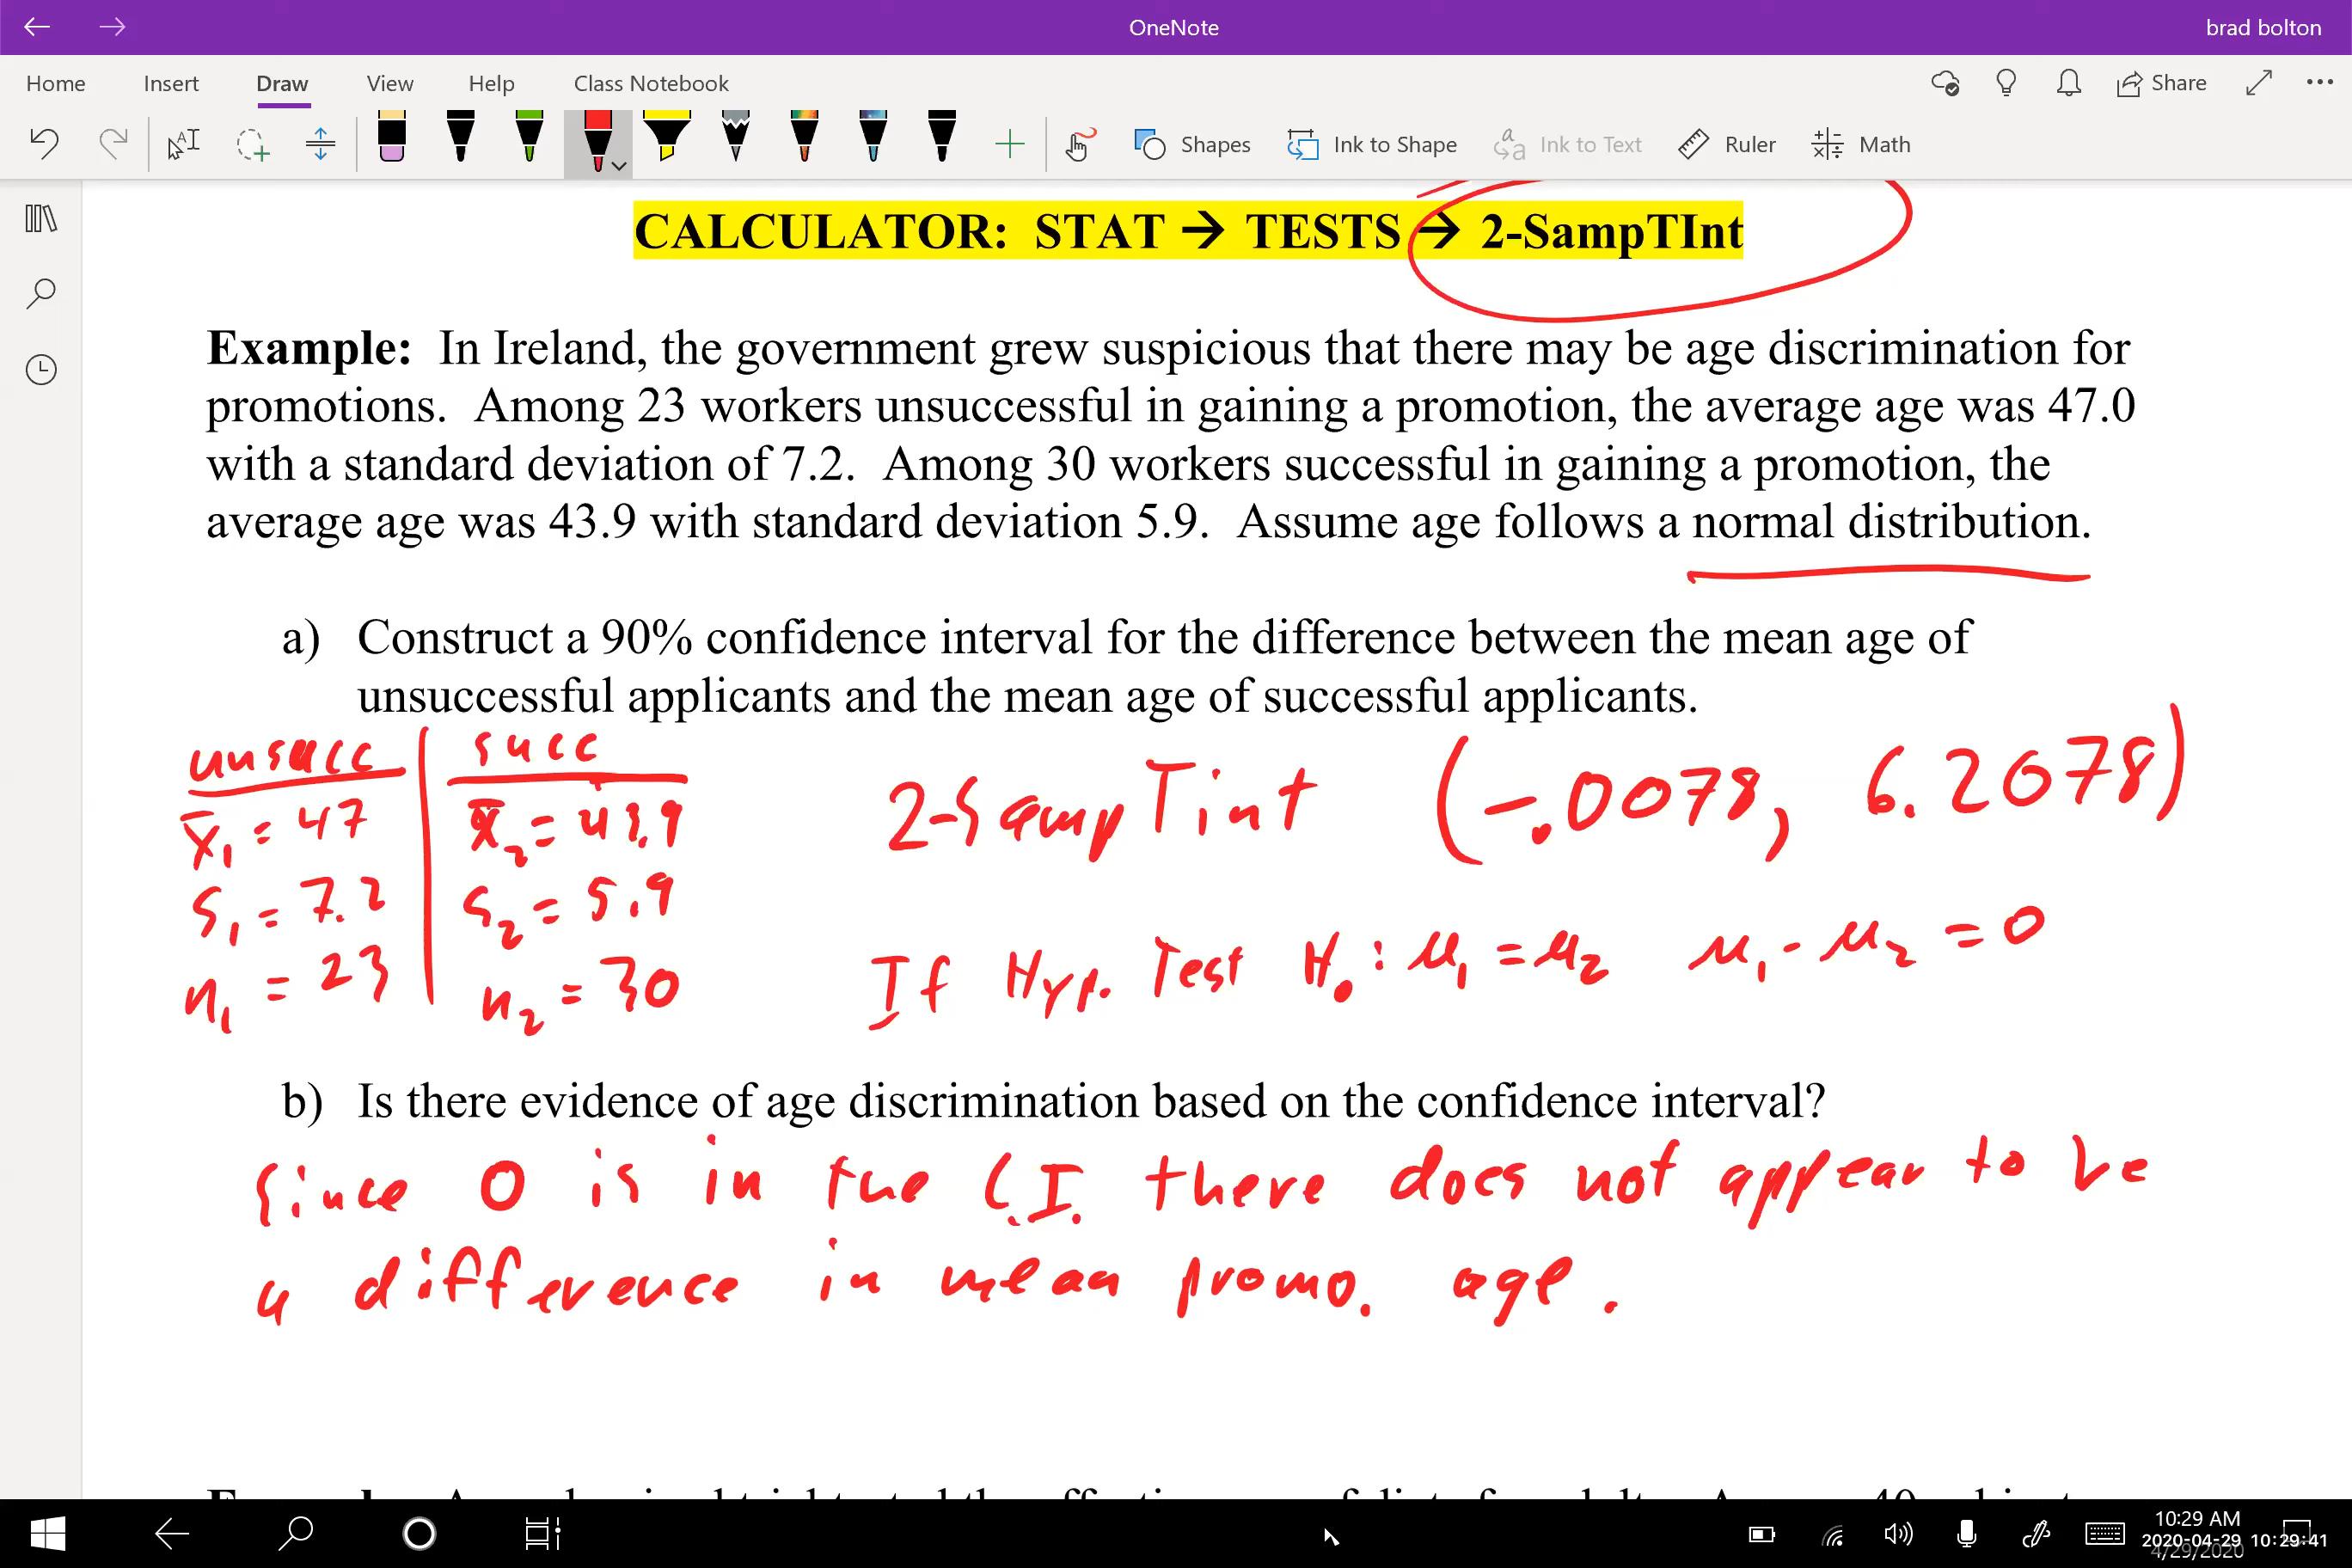 OneNote
brad bolton
Home Insert Draw View Help Class Notebook
Share
Shapes Ink to Shape Ink to Text Ruler Math
CALCULATOR: STAT → TESTS → 2-SampTInt
Example: In Ireland, the government grew suspicious that there may be age discrimination for
promotions. Among 23 workers unsuccessful in gaining a promotion, the average age was 47.0
with a standard deviation of 7.2. Among 30 workers successful in gaining a promotion, the
average age was 43.9 with standard deviation 5.9. Assume age follows a normal distribution.
a) Construct a 90% confidence interval for the difference between the mean age of
unsuccessful applicants and the mean age of successful applicants.
unsucc succ
x̄₁ = 47 x̄₂ = 43.9
s₁ = 7.2 s₂ = 5.9
n₁ = 23 n₂ = 30
2-Samp Tint (-.0078, 6.2078)
If Hyp. Test H₀: μ₁ = μ₂ μ₁ - μ₂ = 0
b) Is there evidence of age discrimination based on the confidence interval?
Since 0 is in the C.I. there does not appear to be
a difference in mean promo. age.
10:29 AM
2020-04-29 10:29:41
4/29/2020